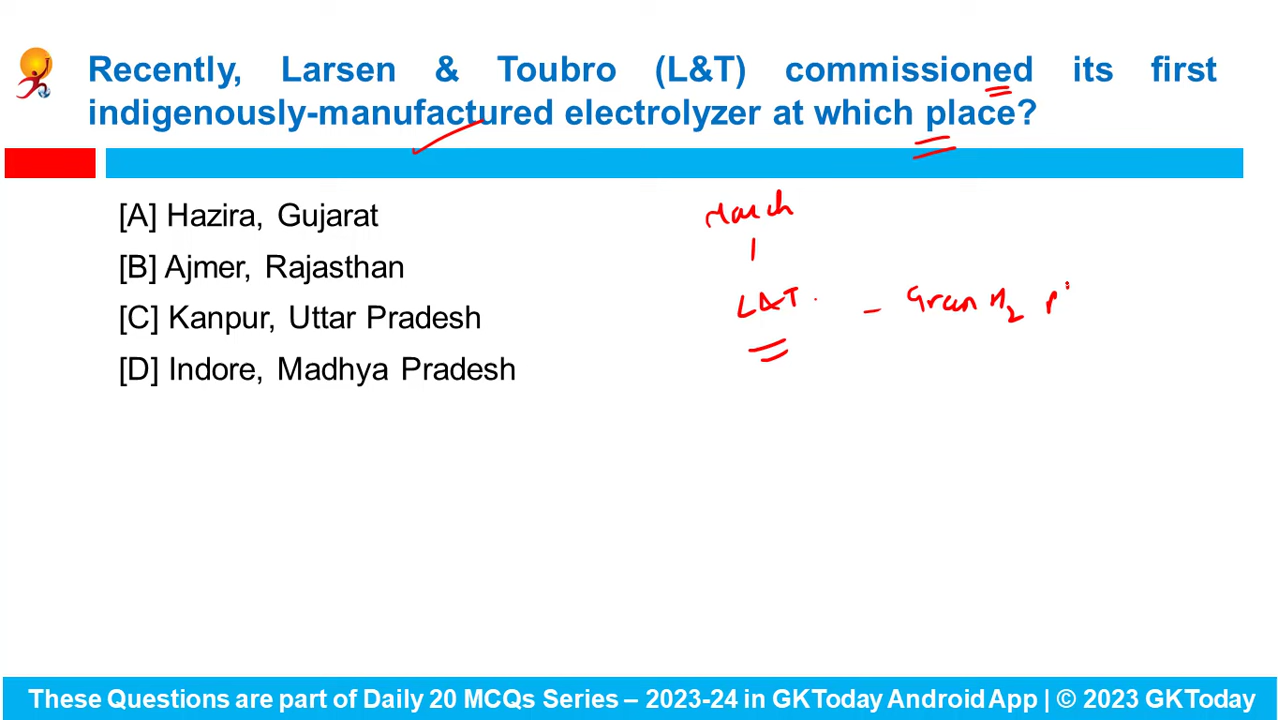 Recently, Larsen & Toubro (L&T) commissioned its first
indigenously-manufactured electrolyzer at which place?
[A] Hazira, Gujarat
[B] Ajmer, Rajasthan
[C] Kanpur, Uttar Pradesh
[D] Indore, Madhya Pradesh
March
L&T - Green H2
These Questions are part of Daily 20 MCQs Series – 2023-24 in GKToday Android App | © 2023 GKToday